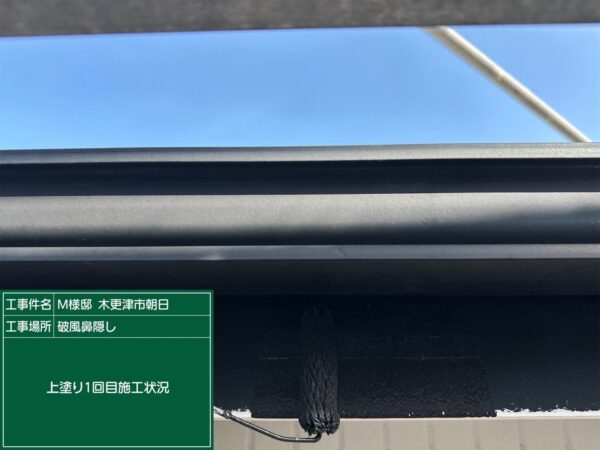 工事件名 M様邸 木更津市朝日
工事場所 破風鼻隠し
上塗り1回目施工状況